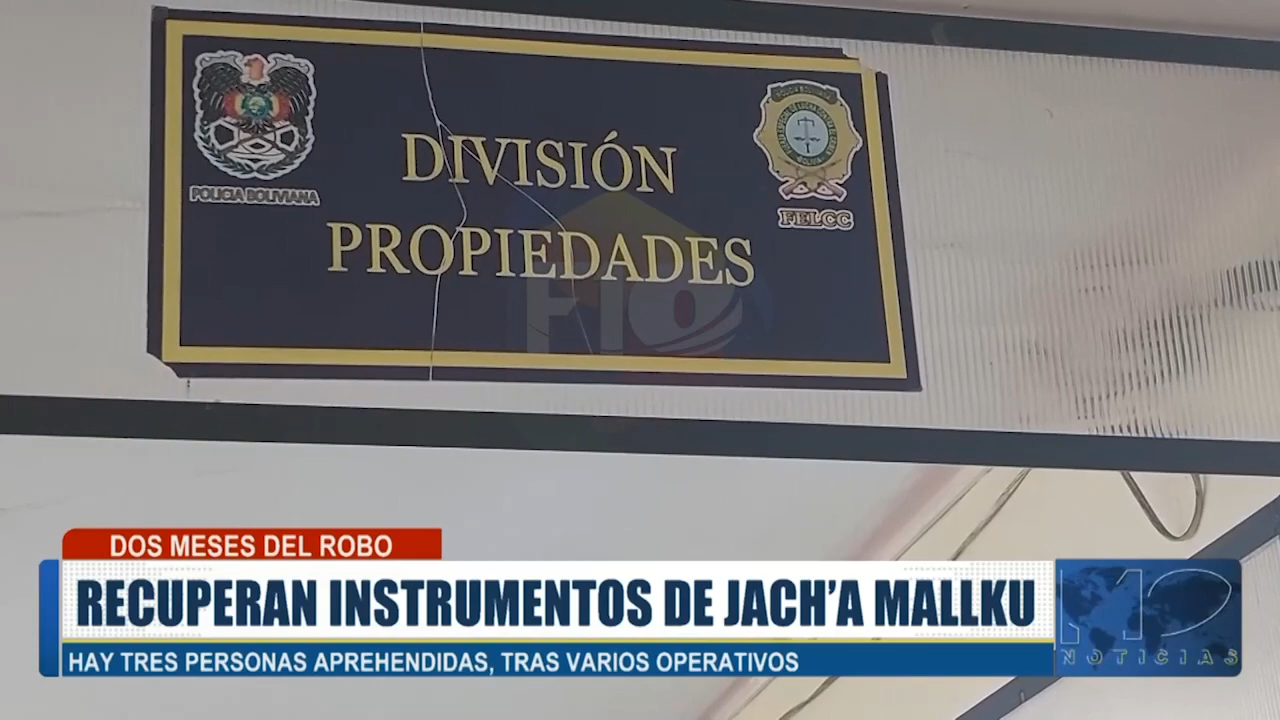 DIVISIÓN
PROPIEDADES
POLICIA BOLIVIANA
FELCC
FIO
DOS MESES DEL ROBO
RECUPERAN INSTRUMENTOS DE JACH'A MALLKU
HAY TRES PERSONAS APREHENDIDAS, TRAS VARIOS OPERATIVOS
NOTICIAS